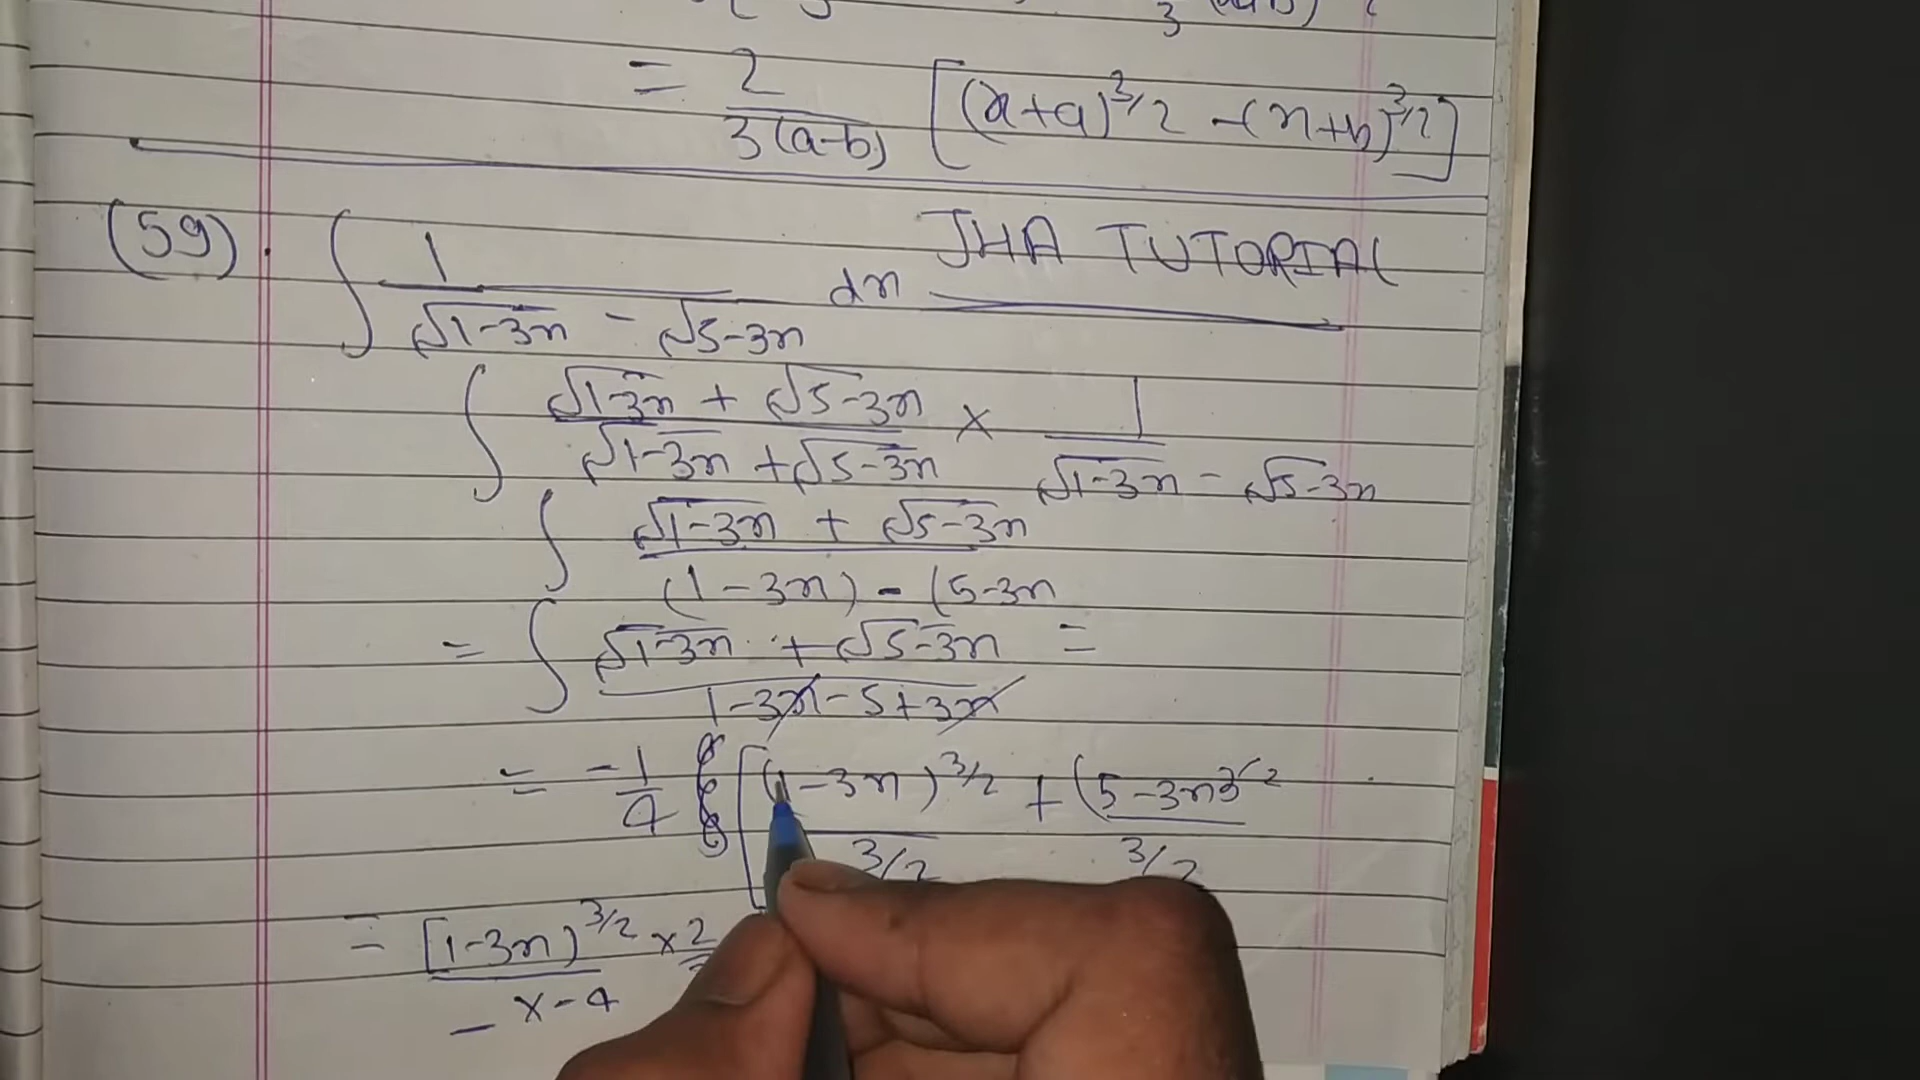 3
= 2 / 3(a-b) [(x+a)^3/2 - (x+b)^3/2]
(59). ∫ 1 / √1-3x - √5-3x dx JHA TUTORIAL
∫ √1-3x + √5-3x / √1-3x + √5-3x × 1 / √1-3x - √5-3x
∫ √1-3x + √5-3x / (1-3x) - (5-3x
= ∫ √1-3x + √5-3x / 1-3x-5+3x =
= -1/4 [(1-3x)^3/2 / 3/2 + (5-3x)^3/2 / 3/2
= [1-3x)^3/2 × 2 / - x-4